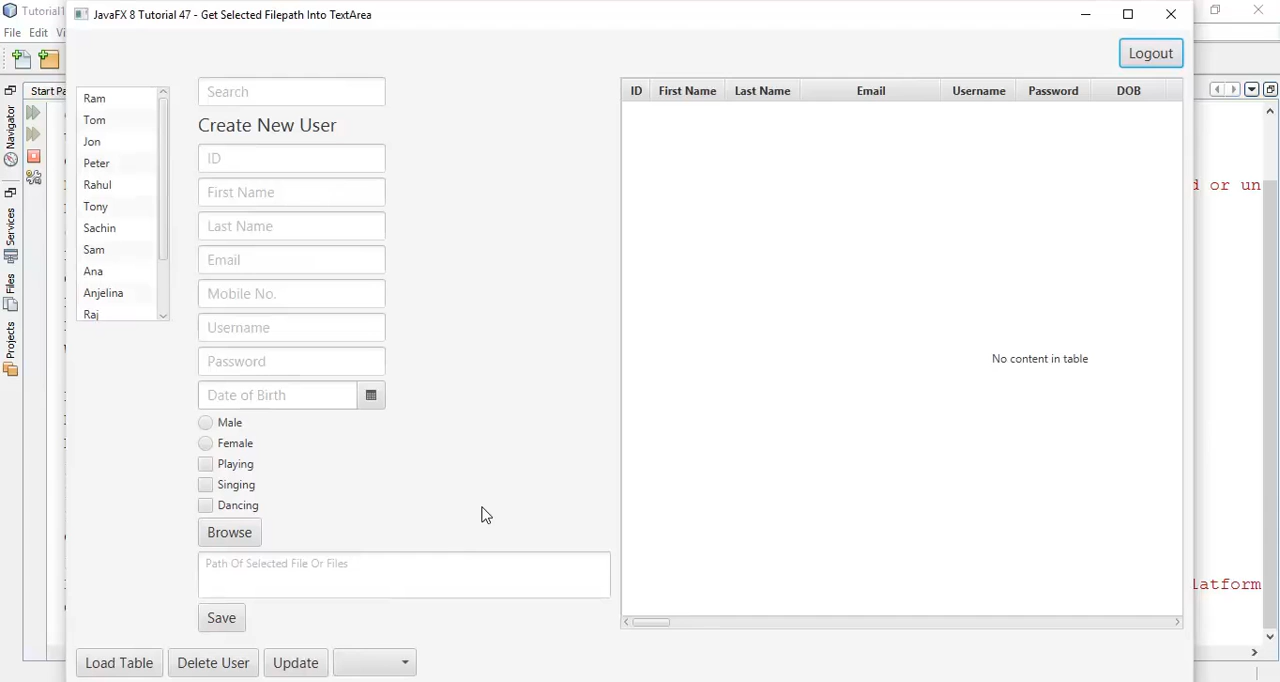 Tutorial1
JavaFX 8 Tutorial 47 - Get Selected Filepath Into TextArea
File Edit Vi
Logout
Start Pa
Search
ID First Name Last Name Email Username Password DOB
Ram
Tom
Jon
Peter
Rahul
Tony
Sachin
Sam
Ana
Anjelina
Raj
Create New User
ID
First Name
Last Name
Email
Mobile No.
Username
Password
Date of Birth
Male
Female
Playing
Singing
Dancing
Browse
Path Of Selected File Or Files
Save
No content in table
Load Table Delete User Update
Navigator
Services
Files
Projects
d or un
latform